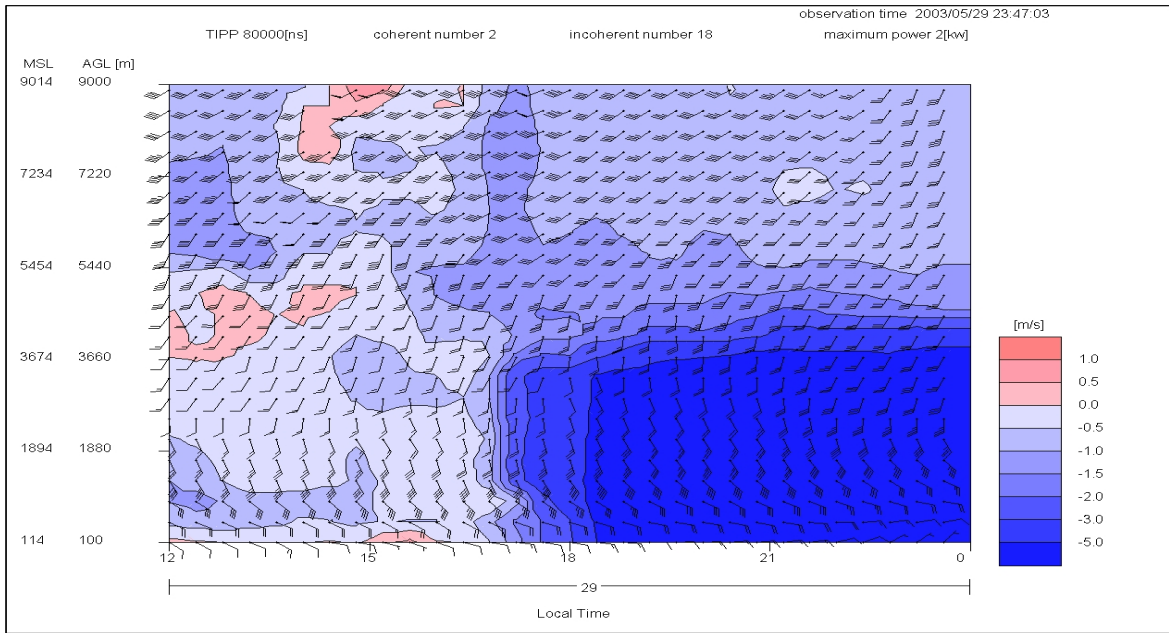 observation time 2003/05/29 23:47:03
TIPP 80000[ns] coherent number 2 incoherent number 18 maximum power 2[kw]
MSL AGL [m]
9014 9000
7234 7220
5454 5440
3674 3660
1894 1880
114 100
12 15 18 21 0
29
Local Time
[m/s]
1.0
0.5
0.0
-0.5
-1.0
-1.5
-2.0
-3.0
-5.0